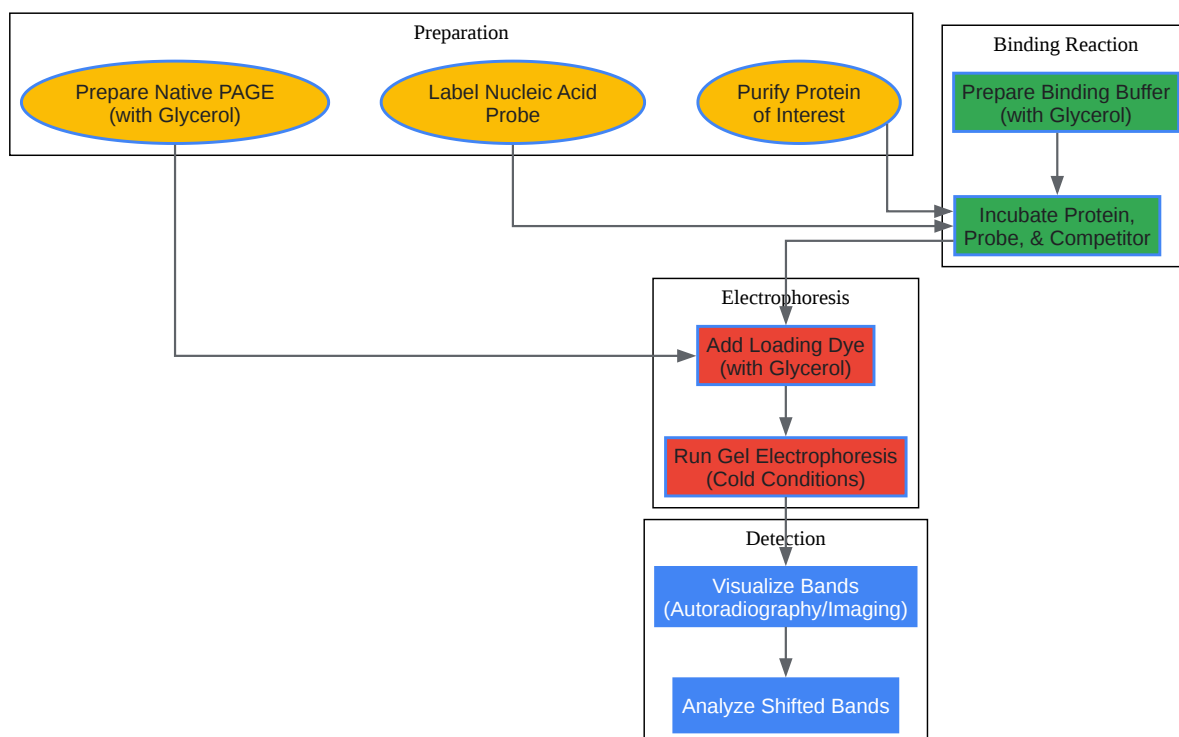 Preparation
Prepare Native PAGE
(with Glycerol)
Label Nucleic Acid
Probe
Purify Protein
of Interest
Binding Reaction
Prepare Binding Buffer
(with Glycerol)
Incubate Protein,
Probe, & Competitor
Electrophoresis
Add Loading Dye
(with Glycerol)
Run Gel Electrophoresis
(Cold Conditions)
Detection
Visualize Bands
(Autoradiography/Imaging)
Analyze Shifted Bands